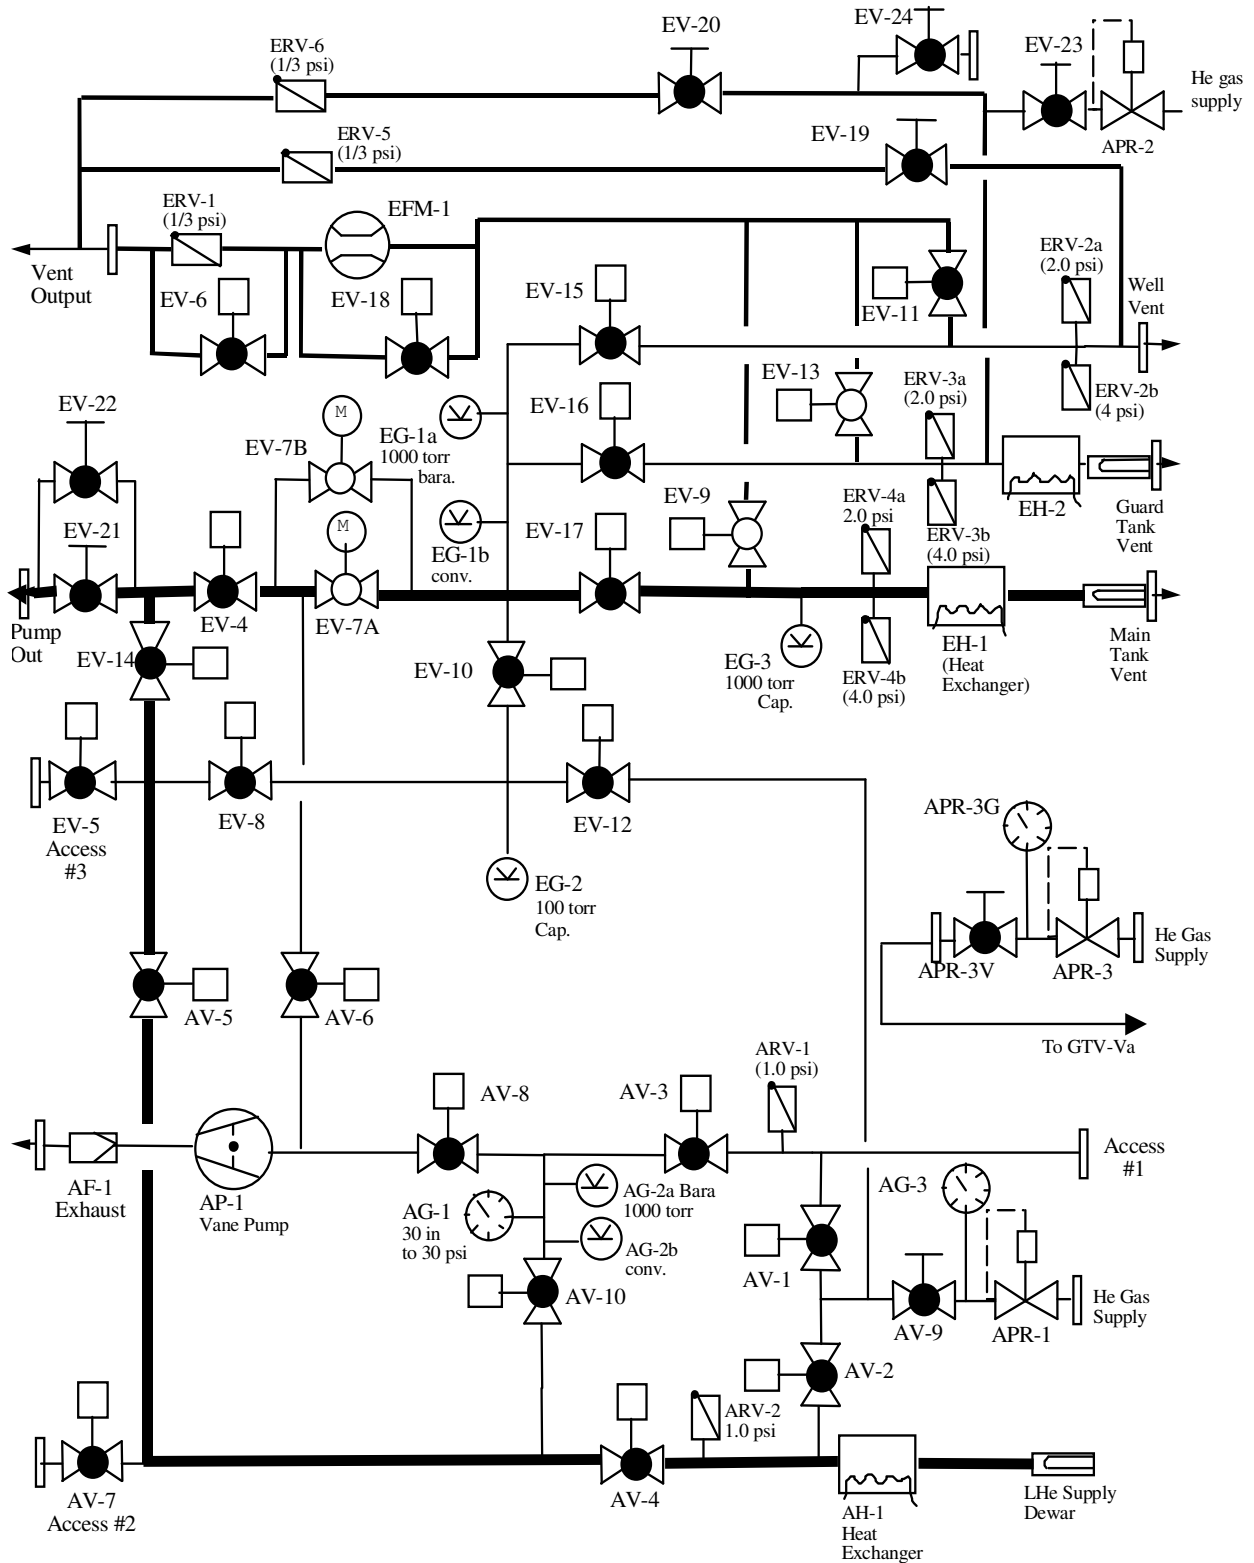 EV-24
EV-20
EV-23
ERV-6
(1/3 psi)
He gas
supply
ERV-5
(1/3 psi)
EV-19
APR-2
ERV-1
(1/3 psi)
EFM-1
ERV-2a
(2.0 psi)
Vent
Output
EV-6
EV-18
EV-15
EV-11
Well
Vent
EV-13
ERV-3a
(2.0 psi)
ERV-2b
(4 psi)
EV-22
EV-16
M
EV-7B
EG-1a
1000 torr
bara.
EV-9
ERV-4a
2.0 psi
EH-2
Guard
Tank
Vent
EV-21
M
EG-1b
conv.
EV-17
ERV-3b
(4.0 psi)
Pump
Out
EV-4
EV-7A
EV-14
EV-10
EG-3
1000 torr
Cap.
ERV-4b
(4.0 psi)
EH-1
(Heat
Exchanger)
Main
Tank
Vent
EV-5
Access
#3
EV-8
EV-12
APR-3G
EG-2
100 torr
Cap.
APR-3V
APR-3
He Gas
Supply
AV-5
AV-6
To GTV-Va
ARV-1
(1.0 psi)
AV-8
AV-3
Access
#1
AF-1
Exhaust
AP-1
Vane Pump
AG-1
30 in
to 30 psi
AG-2a Bara
1000 torr
AG-2b
conv.
AG-3
AV-1
AV-10
AV-9
APR-1
He Gas
Supply
AV-2
ARV-2
1.0 psi
AV-7
Access #2
AV-4
AH-1
Heat
Exchanger
LHe Supply
Dewar